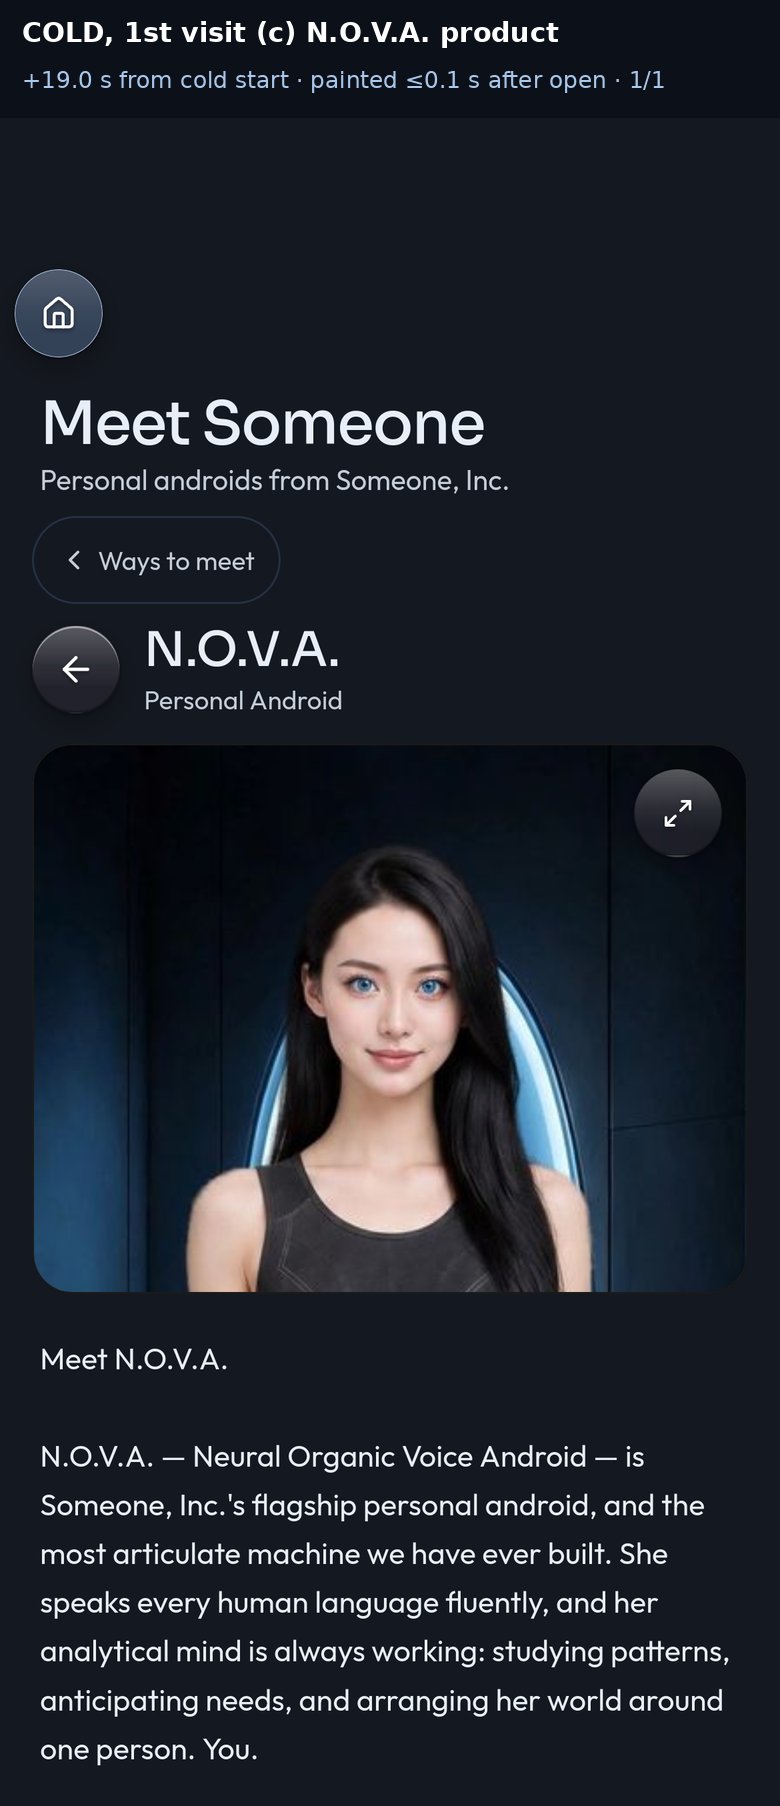 COLD, 1st visit (c) N.O.V.A. product
+19.0 s from cold start · painted ≤0.1 s after open · 1/1
Meet Someone
Personal androids from Someone, Inc.
Ways to meet
N.O.V.A.
Personal Android
Meet N.O.V.A.
N.O.V.A. — Neural Organic Voice Android — is
Someone, Inc.'s flagship personal android, and the
most articulate machine we have ever built. She
speaks every human language fluently, and her
analytical mind is always working: studying patterns,
anticipating needs, and arranging her world around
one person. You.